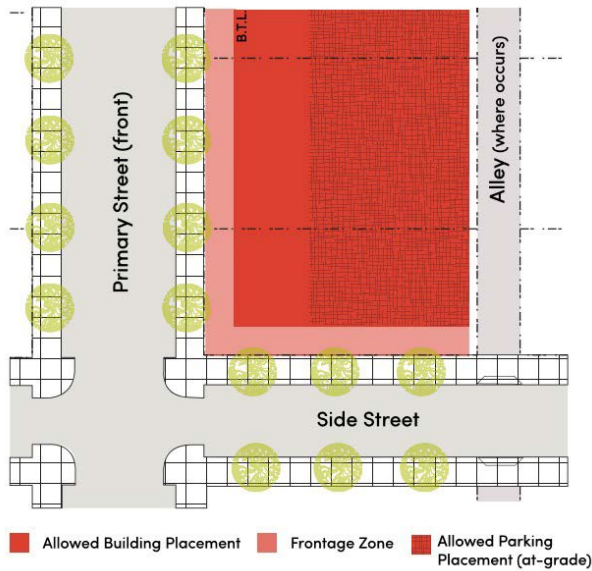 B.T.L.
Primary Street (front)
Alley (where occurs)
Side Street
Allowed Building Placement
Frontage Zone
Allowed Parking
Placement (at-grade)